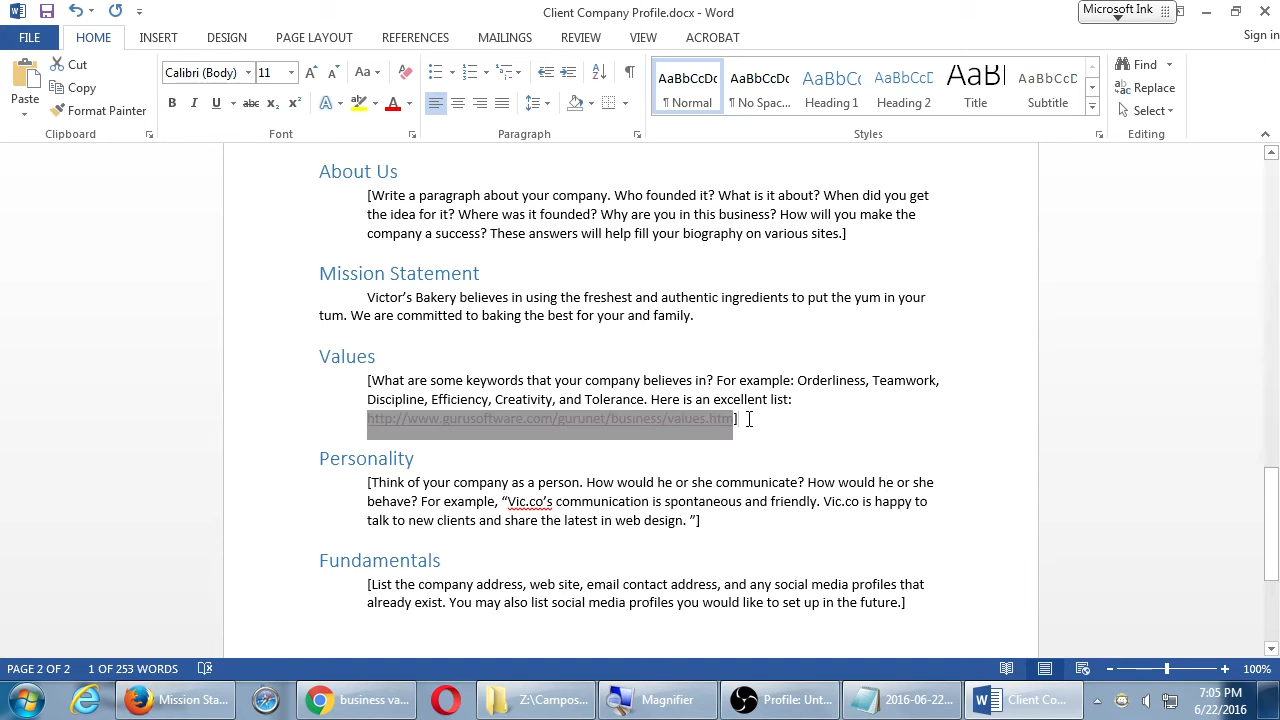 Client Company Profile.docx - Word
Microsoft Ink
FILE
HOME
INSERT
DESIGN
PAGE LAYOUT
REFERENCES
MAILINGS
REVIEW
VIEW
ACROBAT
Sign in
Paste
Cut
Copy
Format Painter
Calibri (Body)
11
AaBbCcDc
AaBbCcDc
AaBbCc
AaBbCcD
AaB
AaBbCcD
¶ Normal
¶ No Spac...
Heading 1
Heading 2
Title
Subtitle
Find
Replace
Select
Clipboard
Font
Paragraph
Styles
Editing
About Us
[Write a paragraph about your company. Who founded it? What is it about? When did you get
the idea for it? Where was it founded? Why are you in this business? How will you make the
company a success? These answers will help fill your biography on various sites.]
Mission Statement
Victor's Bakery believes in using the freshest and authentic ingredients to put the yum in your
tum. We are committed to baking the best for your and family.
Values
[What are some keywords that your company believes in? For example: Orderliness, Teamwork,
Discipline, Efficiency, Creativity, and Tolerance. Here is an excellent list:
http://www.gurusoftware.com/gurunet/business/values.htm]
Personality
[Think of your company as a person. How would he or she communicate? How would he or she
behave? For example, “Vic.co’s communication is spontaneous and friendly. Vic.co is happy to
talk to new clients and share the latest in web design. ”]
Fundamentals
[List the company address, web site, email contact address, and any social media profiles that
already exist. You may also list social media profiles you would like to set up in the future.]
PAGE 2 OF 2
1 OF 253 WORDS
100%
Mission Sta...
business va...
Z:\Campos...
Magnifier
Profile: Unt...
2016-06-22...
Client Co...
7:05 PM
6/22/2016